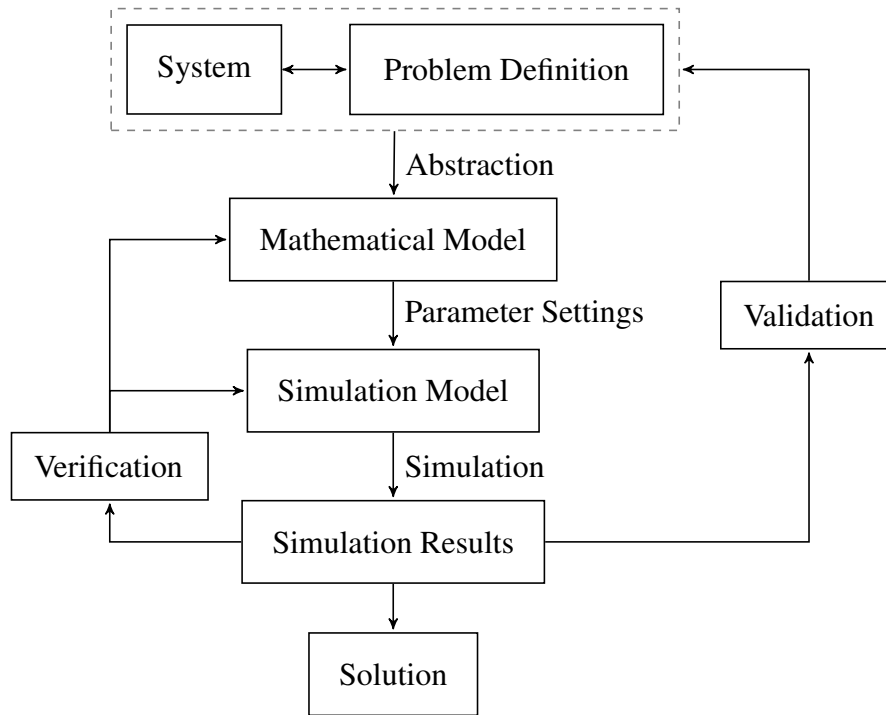 System
Problem Definition
Abstraction
Mathematical Model
Parameter Settings
Validation
Simulation Model
Verification
Simulation
Simulation Results
Solution